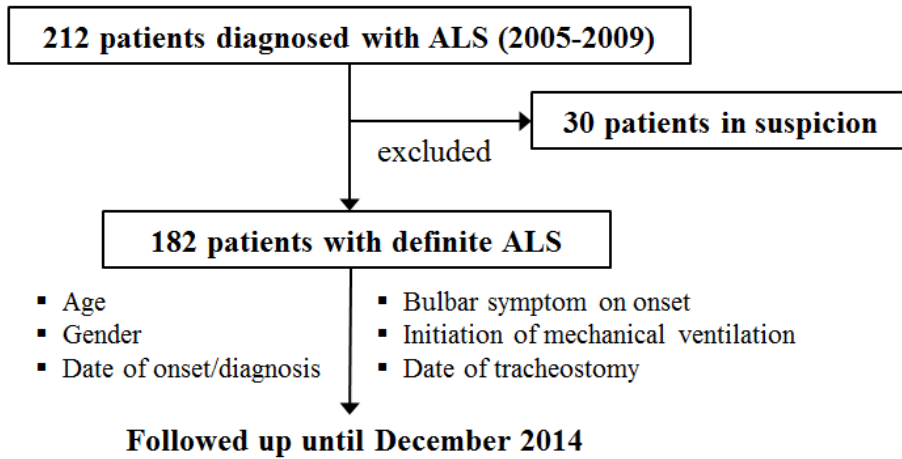 212 patients diagnosed with ALS (2005-2009)
30 patients in suspicion
excluded
182 patients with definite ALS
▪ Age
▪ Gender
▪ Date of onset/diagnosis
▪ Bulbar symptom on onset
▪ Initiation of mechanical ventilation
▪ Date of tracheostomy
Followed up until December 2014